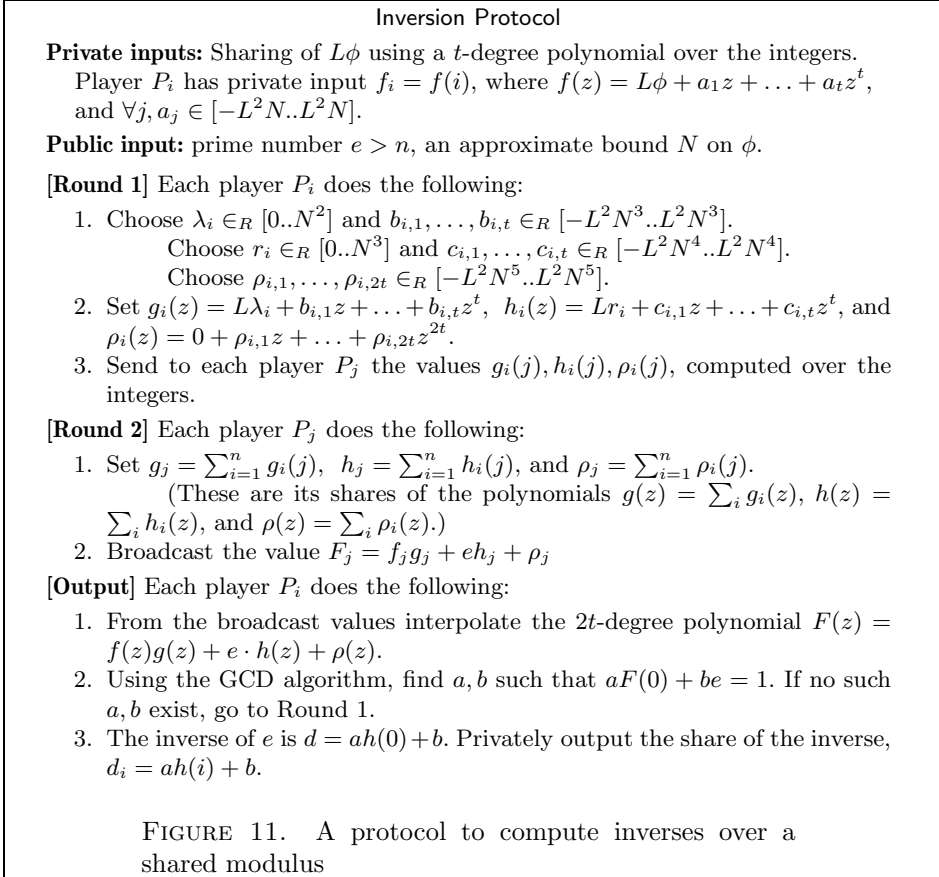 Inversion Protocol
Private inputs: Sharing of Lϕ using a t-degree polynomial over the integers.
Player P_i has private input f_i = f(i), where f(z) = Lϕ + a_1z + … + a_tz^t,
and ∀j, a_j ∈ [−L^2N..L^2N].
Public input: prime number e > n, an approximate bound N on ϕ.
[Round 1] Each player P_i does the following:
1. Choose λ_i ∈_R [0..N^2] and b_{i,1}, …, b_{i,t} ∈_R [−L^2N^3..L^2N^3].
Choose r_i ∈_R [0..N^3] and c_{i,1}, …, c_{i,t} ∈_R [−L^2N^4..L^2N^4].
Choose ρ_{i,1}, …, ρ_{i,2t} ∈_R [−L^2N^5..L^2N^5].
2. Set g_i(z) = Lλ_i + b_{i,1}z + … + b_{i,t}z^t, h_i(z) = Lr_i + c_{i,1}z + … + c_{i,t}z^t, and
ρ_i(z) = 0 + ρ_{i,1}z + … + ρ_{i,2t}z^{2t}.
3. Send to each player P_j the values g_i(j), h_i(j), ρ_i(j), computed over the
integers.
[Round 2] Each player P_j does the following:
1. Set g_j = ∑_{i=1}^n g_i(j), h_j = ∑_{i=1}^n h_i(j), and ρ_j = ∑_{i=1}^n ρ_i(j).
(These are its shares of the polynomials g(z) = ∑_i g_i(z), h(z) =
∑_i h_i(z), and ρ(z) = ∑_i ρ_i(z).)
2. Broadcast the value F_j = f_jg_j + eh_j + ρ_j
[Output] Each player P_i does the following:
1. From the broadcast values interpolate the 2t-degree polynomial F(z) =
f(z)g(z) + e · h(z) + ρ(z).
2. Using the GCD algorithm, find a, b such that aF(0) + be = 1. If no such
a, b exist, go to Round 1.
3. The inverse of e is d = ah(0)+b. Privately output the share of the inverse,
d_i = ah(i) + b.
FIGURE 11. A protocol to compute inverses over a
shared modulus